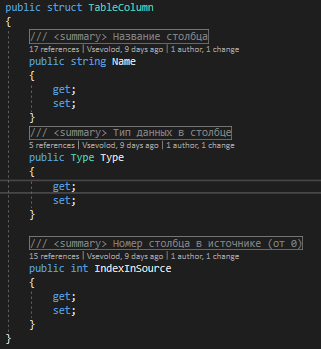 public struct TableColumn
{
/// <summary> Название столбца
17 references | Vsevolod, 9 days ago | 1 author, 1 change
public string Name
{
get;
set;
}
/// <summary> Тип данных в столбце
5 references | Vsevolod, 9 days ago | 1 author, 1 change
public Type Type
{
get;
set;
}
/// <summary> Номер столбца в источнике (от 0)
15 references | Vsevolod, 9 days ago | 1 author, 1 change
public int IndexInSource
{
get;
set;
}
}